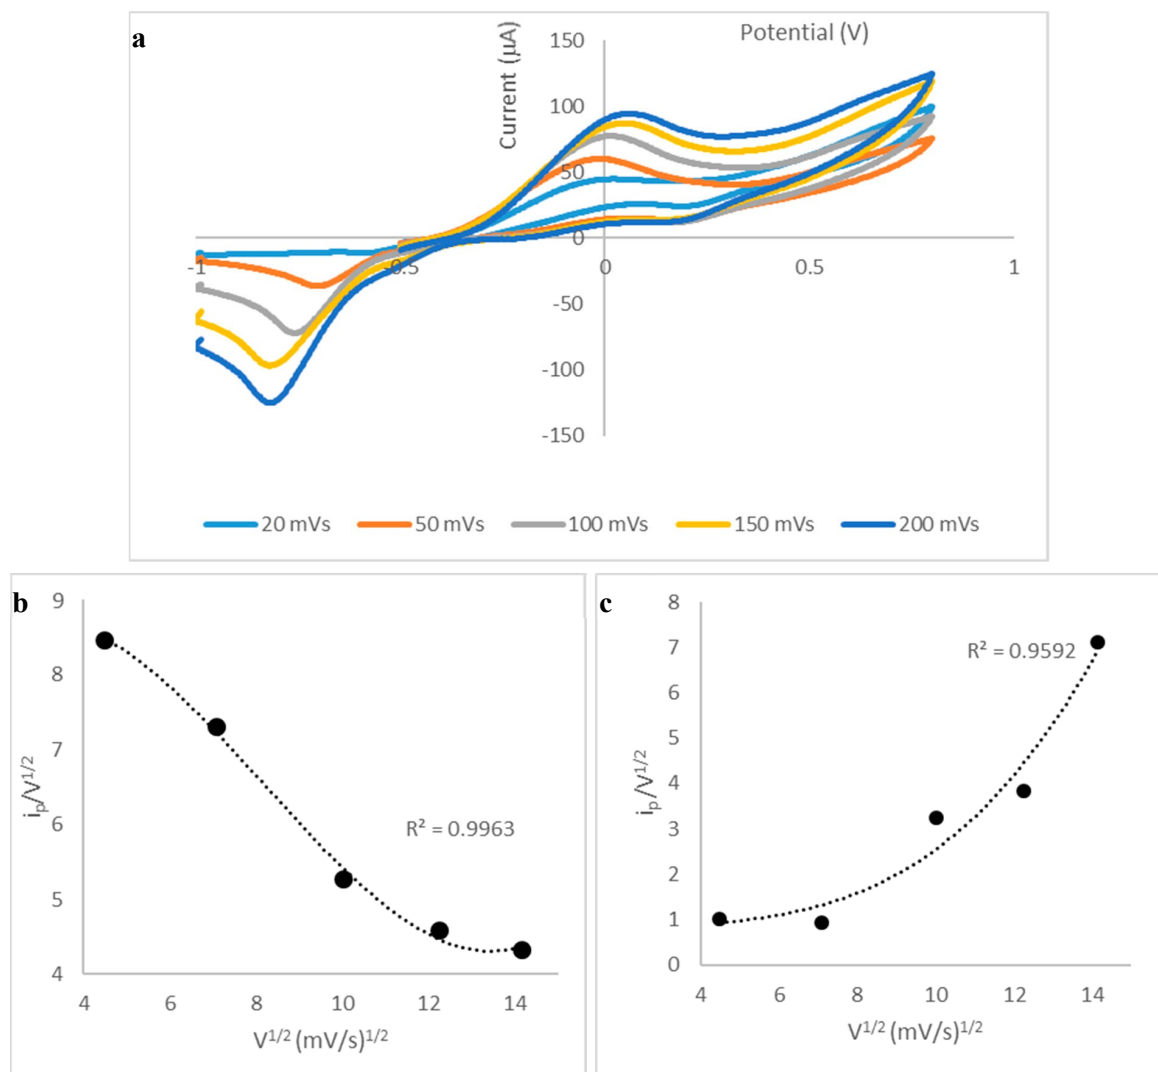 a
Potential (V)
Current (µA)
150
100
50
0
-50
-100
-150
-1
-0.5
0
0.5
1
20 mVs
50 mVs
100 mVs
150 mVs
200 mVs
b
9
8
7
6
5
4
iₚ/V¹/²
R² = 0.9963
4
6
8
10
12
14
V¹/² (mV/s)¹/²
c
8
7
6
5
4
3
2
1
0
iₚ/V¹/²
R² = 0.9592
4
6
8
10
12
14
V¹/² (mV/s)¹/²